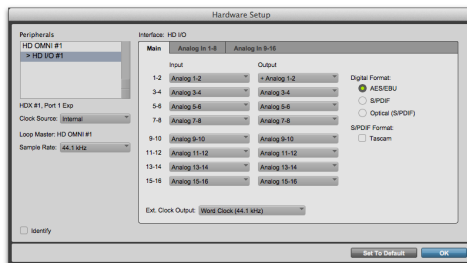 Hardware Setup
Peripherals
HD OMNI #1
> HD I/O #1
HDX #1, Port 1 Exp
Clock Source: Internal
Loop Master: HD OMNI #1
Sample Rate: 44.1 kHz
Identify
Interface: HD I/O
Main Analog In 1-8 Analog In 9-16
Input Output
1-2 Analog 1-2 + Analog 1-2
3-4 Analog 3-4 Analog 3-4
5-6 Analog 5-6 Analog 5-6
7-8 Analog 7-8 Analog 7-8
9-10 Analog 9-10 Analog 9-10
11-12 Analog 11-12 Analog 11-12
13-14 Analog 13-14 Analog 13-14
15-16 Analog 15-16 Analog 15-16
Ext. Clock Output: Word Clock (44.1 kHz)
Digital Format:
AES/EBU
S/PDIF
Optical (S/PDIF)
S/PDIF Format:
Tascam
Set To Default OK